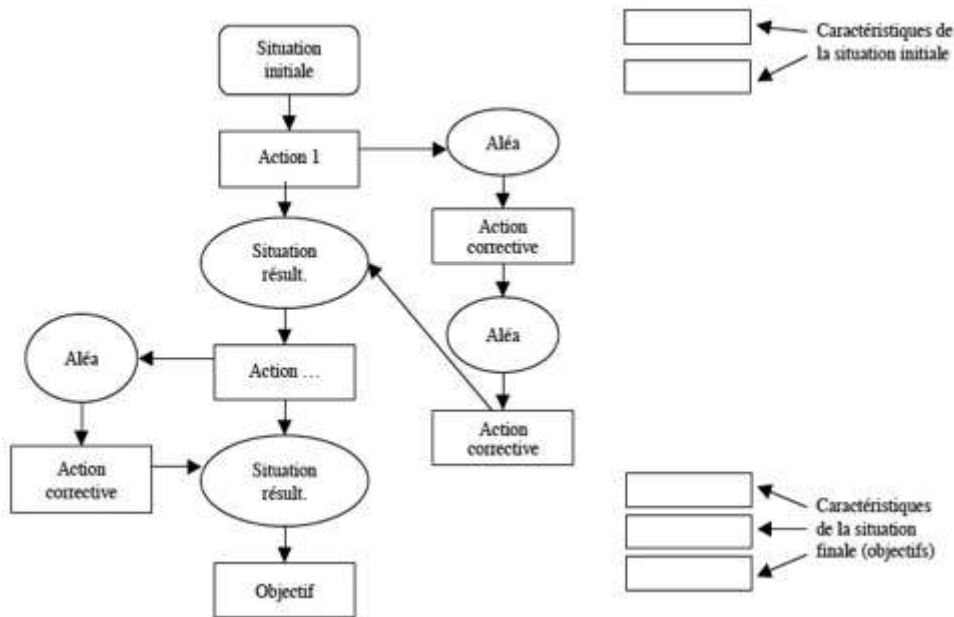 Situation
initiale
Caractéristiques de
la situation initiale
Action 1
Aléa
Action
corrective
Situation
résult.
Aléa
Aléa
Action ...
Action
corrective
Action
corrective
Situation
résult.
Caractéristiques
de la situation
finale (objectifs)
Objectif